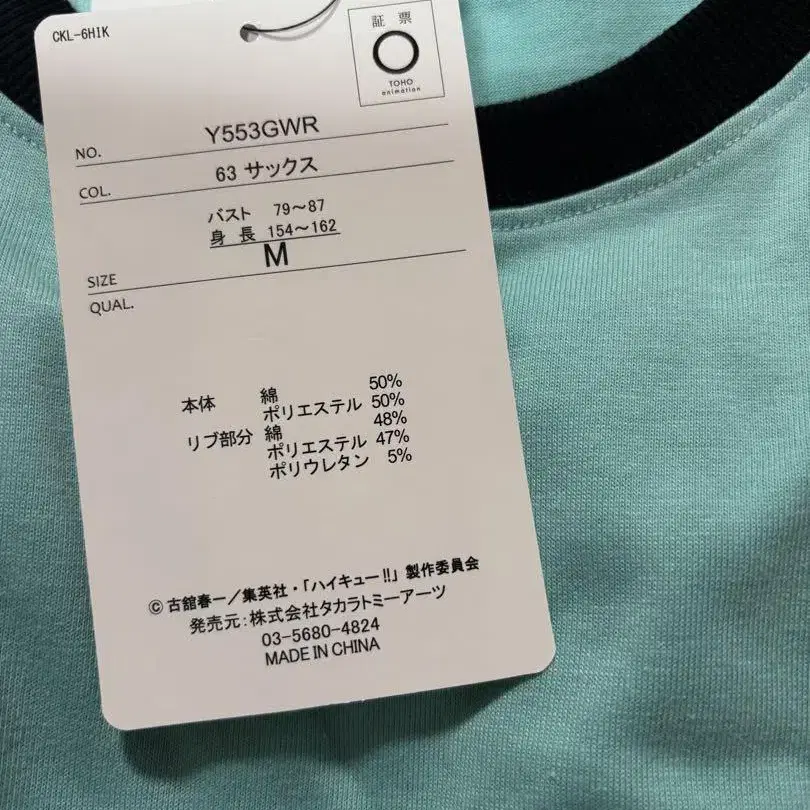 CKL-6HIK
証 票
TOHO
animation
NO. Y553GWR
COL. 63 サックス
バスト 79～87
身 長 154～162
SIZE M
QUAL.
本体 綿 50%
ポリエステル 50%
リブ部分 綿 48%
ポリエステル 47%
ポリウレタン 5%
© 古舘春一／集英社・「ハイキュー!!」製作委員会
発売元：株式会社タカラトミーアーツ
03-5680-4824
MADE IN CHINA